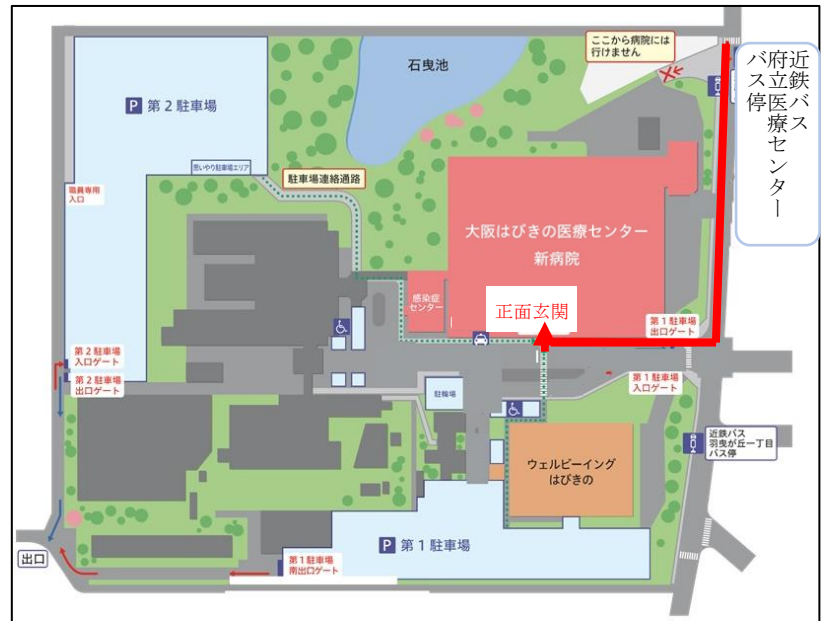 ここから病院には
行けません
石曳池
近鉄バス
府立医療センター
バス停
P 第2駐車場
思いやり駐車場エリア
駐車場連絡通路
職員専用
入口
大阪はびきの医療センター
新病院
感染症
センター
正面玄関
第1駐車場
出口ゲート
第2駐車場
入口ゲート
第2駐車場
出口ゲート
第1駐車場
入口ゲート
駐輪場
近鉄バス
羽曳が丘一丁目
バス停
ウェルビーイング
はびきの
P 第1駐車場
出口
第1駐車場
南出口ゲート